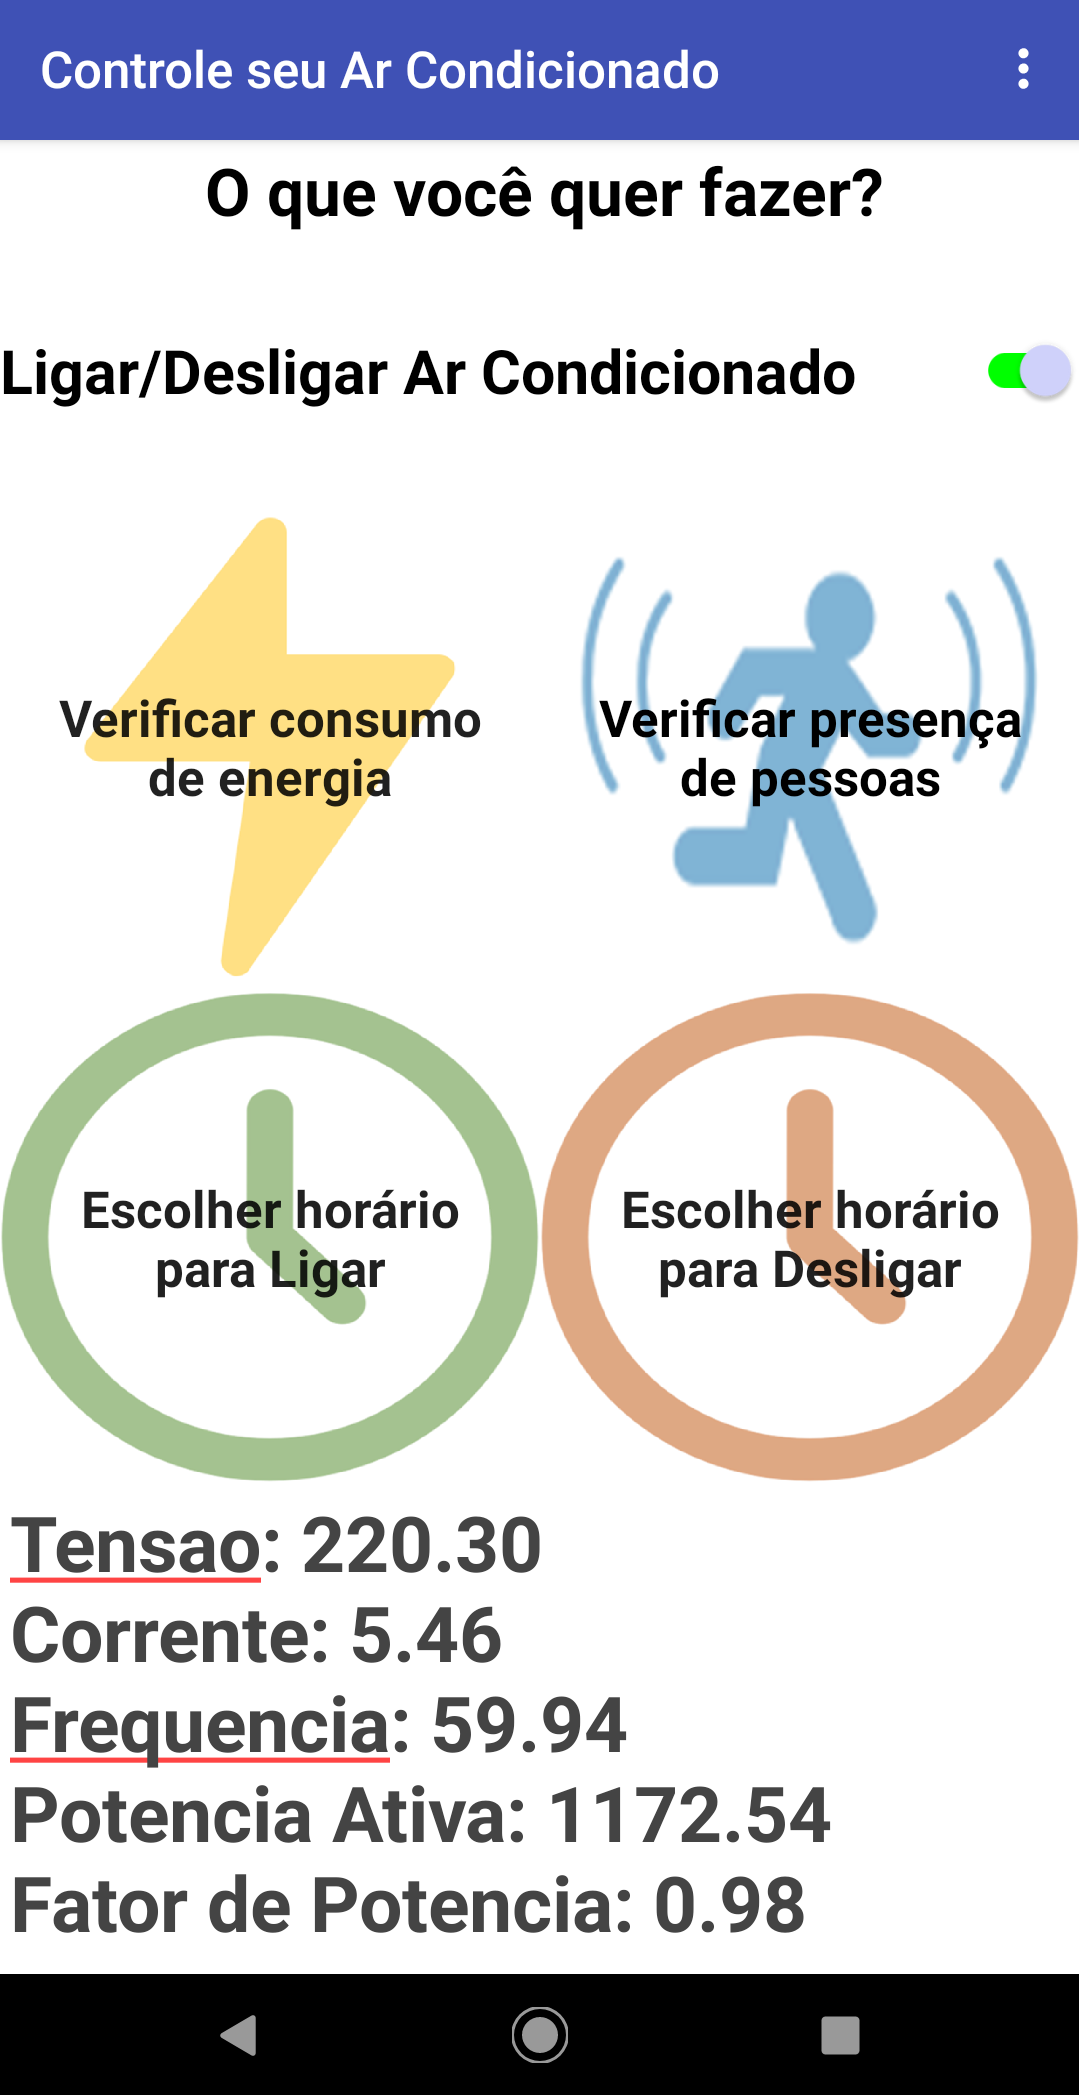 Controle seu Ar Condicionado
O que você quer fazer?
Ligar/Desligar Ar Condicionado
Verificar consumo
de energia
Verificar presença
de pessoas
Escolher horário
para Ligar
Escolher horário
para Desligar
Tensao: 220.30
Corrente: 5.46
Frequencia: 59.94
Potencia Ativa: 1172.54
Fator de Potencia: 0.98